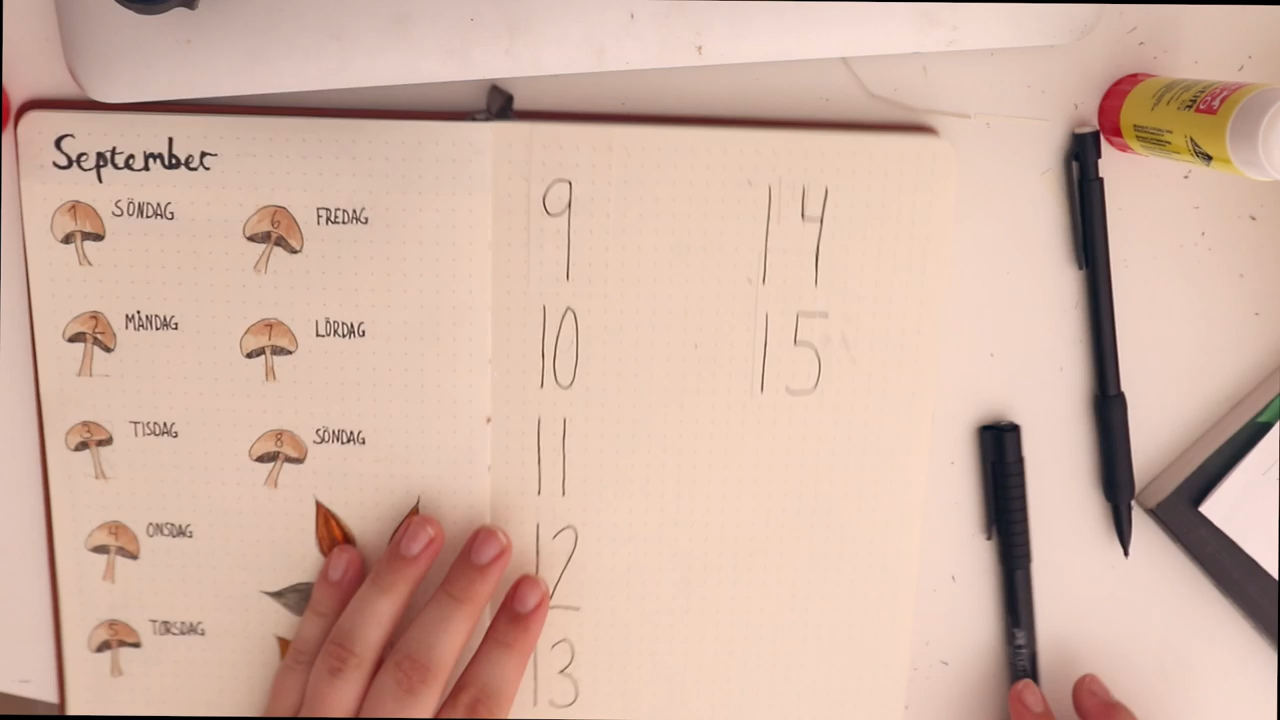 September
1 SÖNDAG
2 MÅNDAG
3 TISDAG
4 ONSDAG
5 TORSDAG
6 FREDAG
7 LÖRDAG
8 SÖNDAG
9
10
11
12
13
14
15